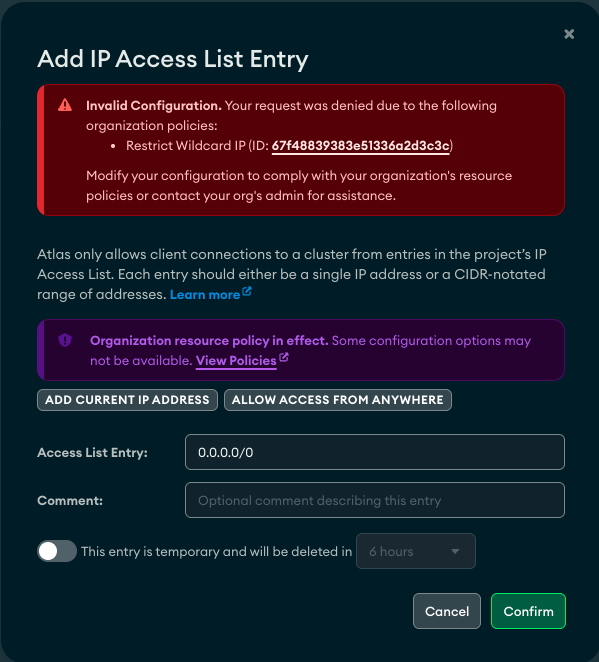 Add IP Access List Entry
Invalid Configuration. Your request was denied due to the following
organization policies:
• Restrict Wildcard IP (ID: 67f48839383e51336a2d3c3c)
Modify your configuration to comply with your organization's resource
policies or contact your org's admin for assistance.
Atlas only allows client connections to a cluster from entries in the project's IP
Access List. Each entry should either be a single IP address or a CIDR-notated
range of addresses. Learn more
Organization resource policy in effect. Some configuration options may
not be available. View Policies
ADD CURRENT IP ADDRESS ALLOW ACCESS FROM ANYWHERE
Access List Entry: 0.0.0.0/0
Comment: Optional comment describing this entry
This entry is temporary and will be deleted in 6 hours
Cancel Confirm